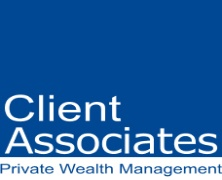 Client
Associates
Private Wealth Management